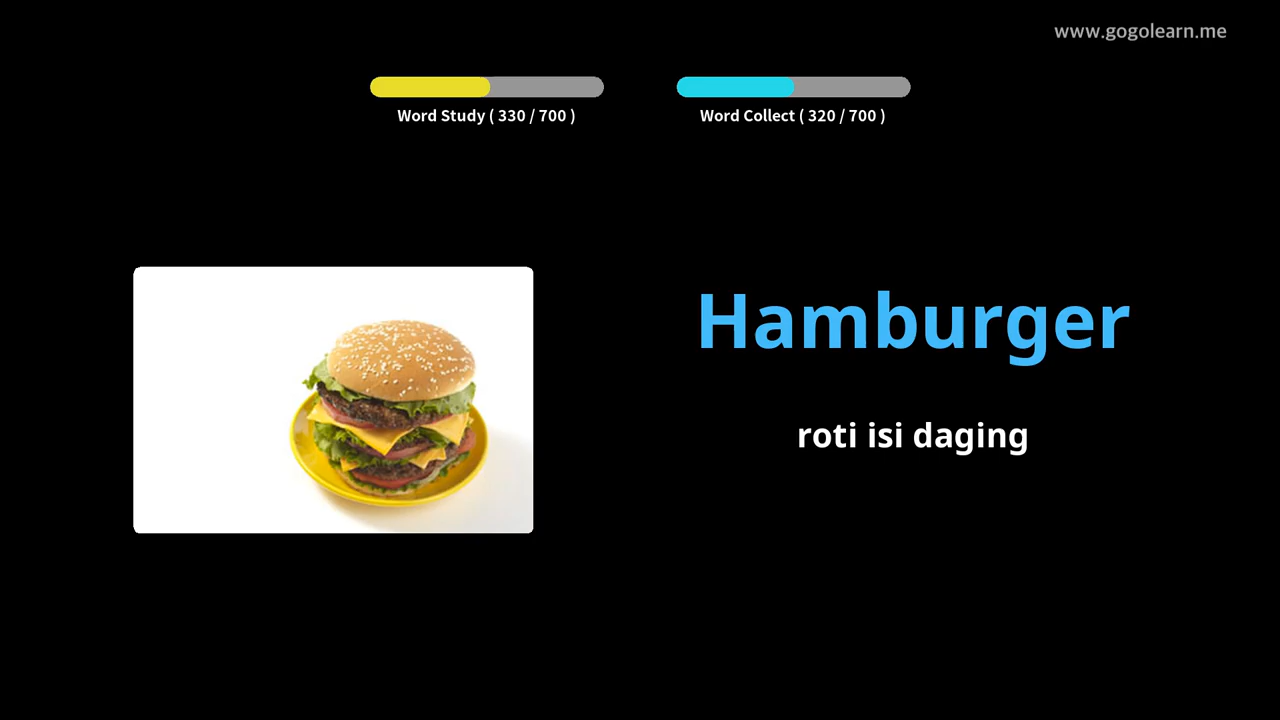 www.gogolearn.me
Word Study ( 330 / 700 )
Word Collect ( 320 / 700 )
Hamburger
roti isi daging